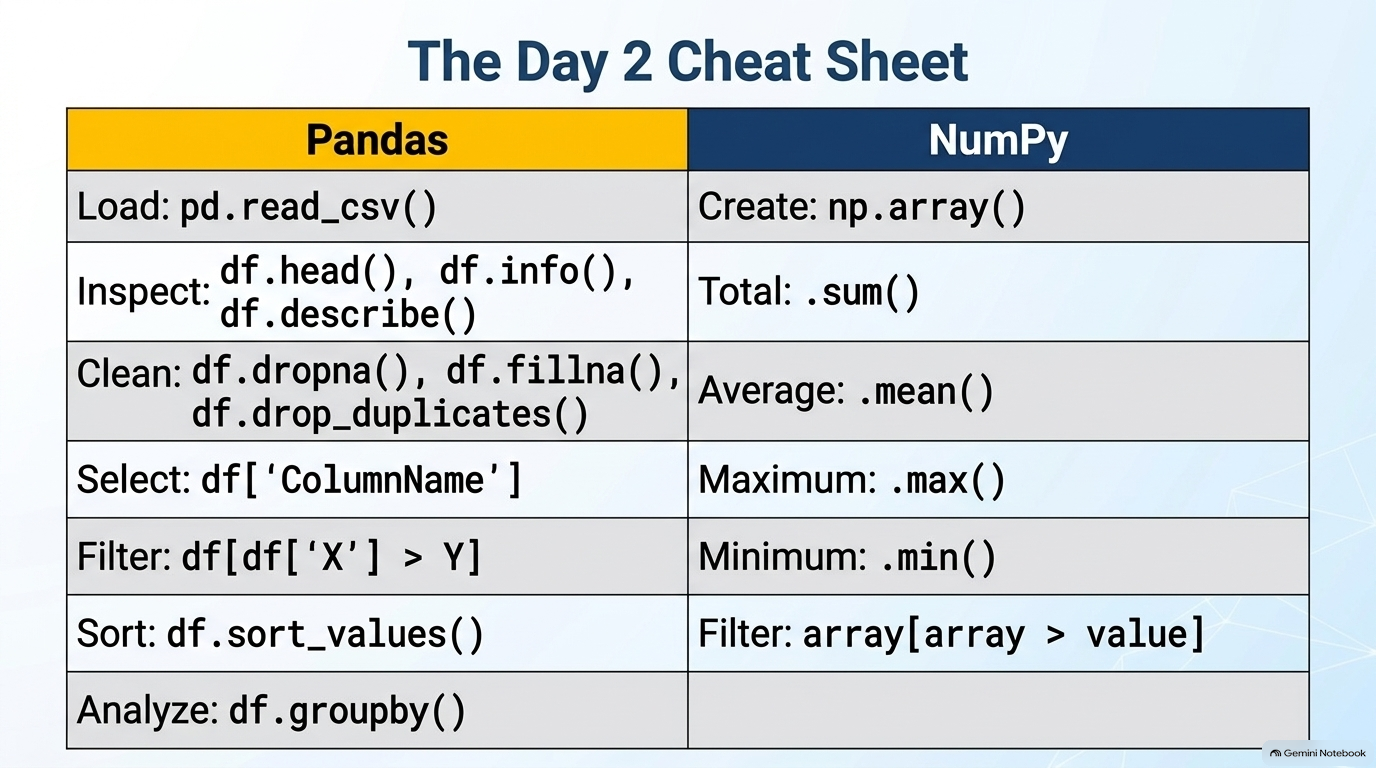 The Day 2 Cheat Sheet
Pandas
NumPy
Load: pd.read_csv()
Create: np.array()
Inspect: df.head(), df.info(),
df.describe()
Total: .sum()
Clean: df.dropna(), df.fillna(),
df.drop_duplicates()
Average: .mean()
Select: df[‘ColumnName’]
Maximum: .max()
Filter: df[df[‘X’] > Y]
Minimum: .min()
Sort: df.sort_values()
Filter: array[array > value]
Analyze: df.groupby()
Gemini Notebook